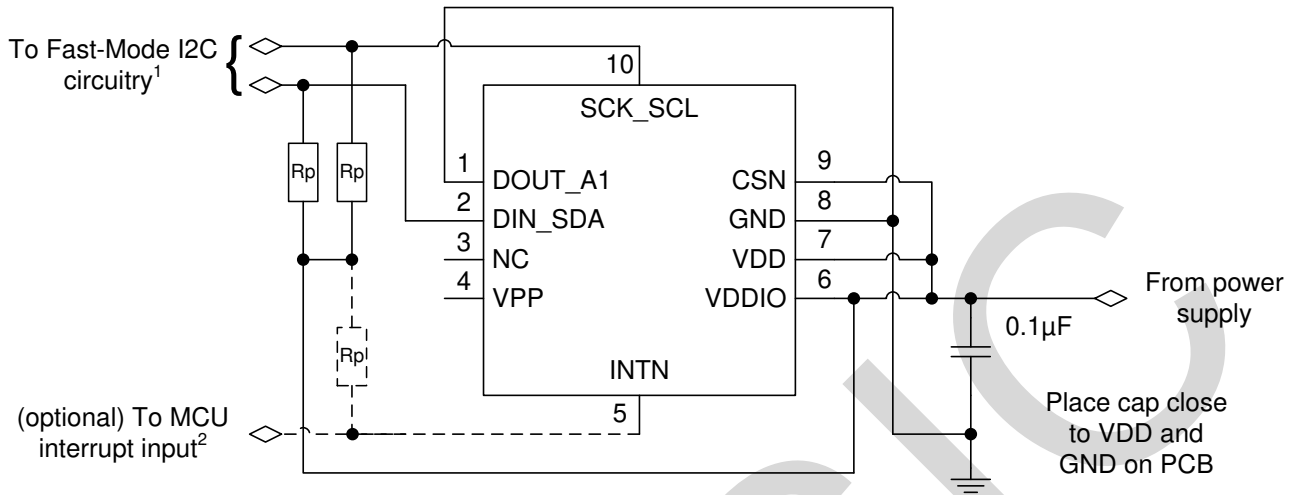 To Fast-Mode I2C
circuitry1
{
10
SCK_SCL
Rp
Rp
1
DOUT_A1
2
DIN_SDA
3
NC
4
VPP
9
CSN
8
GND
7
VDD
6
VDDIO
From power
supply
0.1µF
Rp
INTN
5
(optional) To MCU
interrupt input2
Place cap close
to VDD and
GND on PCB